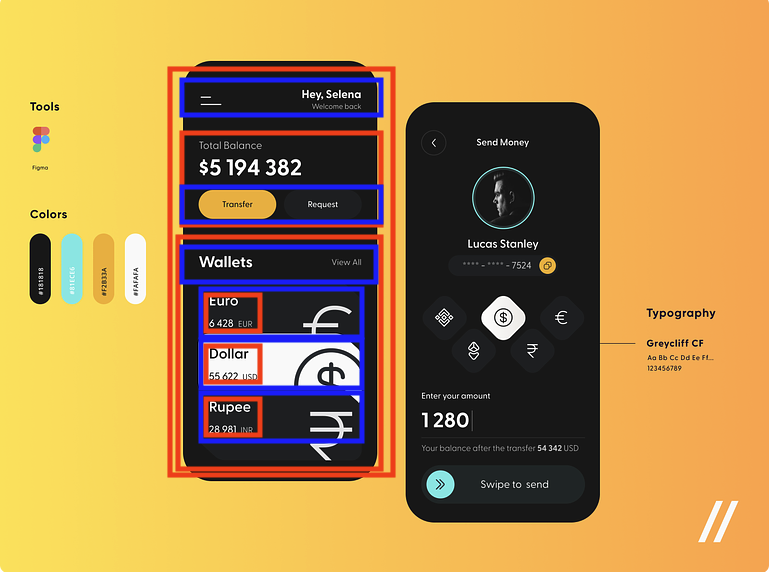 Tools
Figma
Colors
#181818
#81ECE6
#F2B33A
#FAFAFA
Hey, Selena
Welcome back
Total Balance
$5 194 382
Transfer
Request
Wallets
View All
Euro
6 428 EUR
Dollar
55 622 USD
$
Rupee
28 981 INR
Send Money
Lucas Stanley
**** - **** - 7524
$
€
₹
Enter your amount
1 280
Your balance after the transfer 54 342 USD
Swipe to send
Typography
Greycliff CF
Aa Bb Cc Dd Ee Ff...
123456789